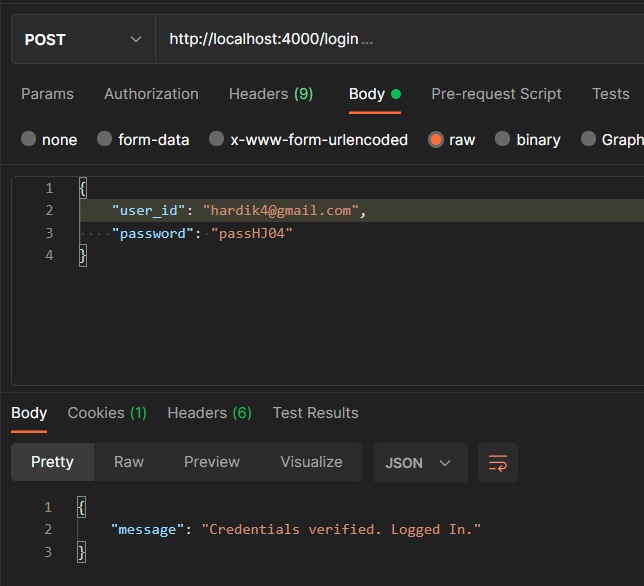 POST http://localhost:4000/login ...
Params Authorization Headers (9) Body Pre-request Script Tests
none form-data x-www-form-urlencoded raw binary Graph
1 {
2 "user_id": "hardik4@gmail.com",
3 "password": "passHJ04"
4 }
Body Cookies (1) Headers (6) Test Results
Pretty Raw Preview Visualize JSON
1 {
2 "message": "Credentials verified. Logged In."
3 }